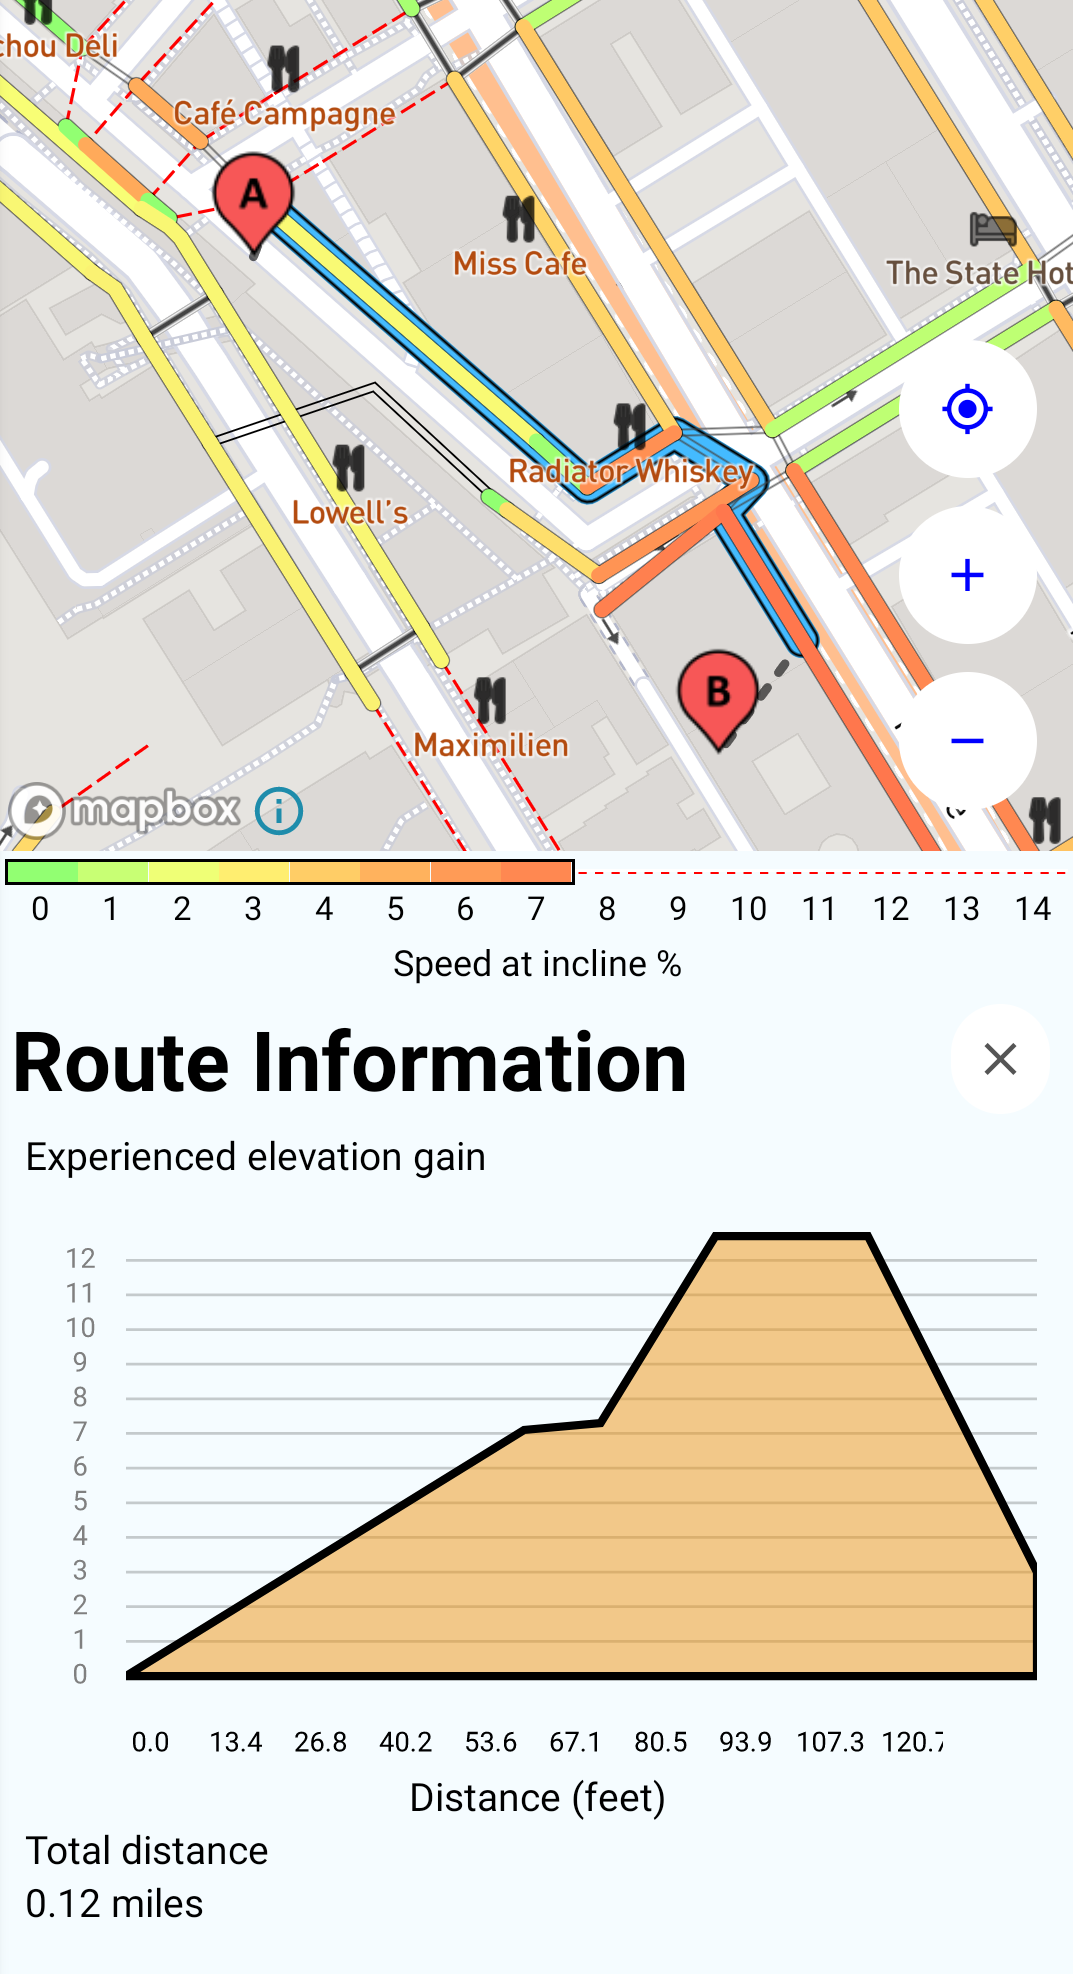 chou Deli
Café Campagne
A
Miss Cafe
The State Hot
Radiator Whiskey
Lowell's
B
Maximilien
mapbox
i
0 1 2 3 4 5 6 7 8 9 10 11 12 13 14
Speed at incline %
Route Information
Experienced elevation gain
12
11
10
9
8
7
6
5
4
3
2
1
0
0.0 13.4 26.8 40.2 53.6 67.1 80.5 93.9 107.3 120.7
Distance (feet)
Total distance
0.12 miles